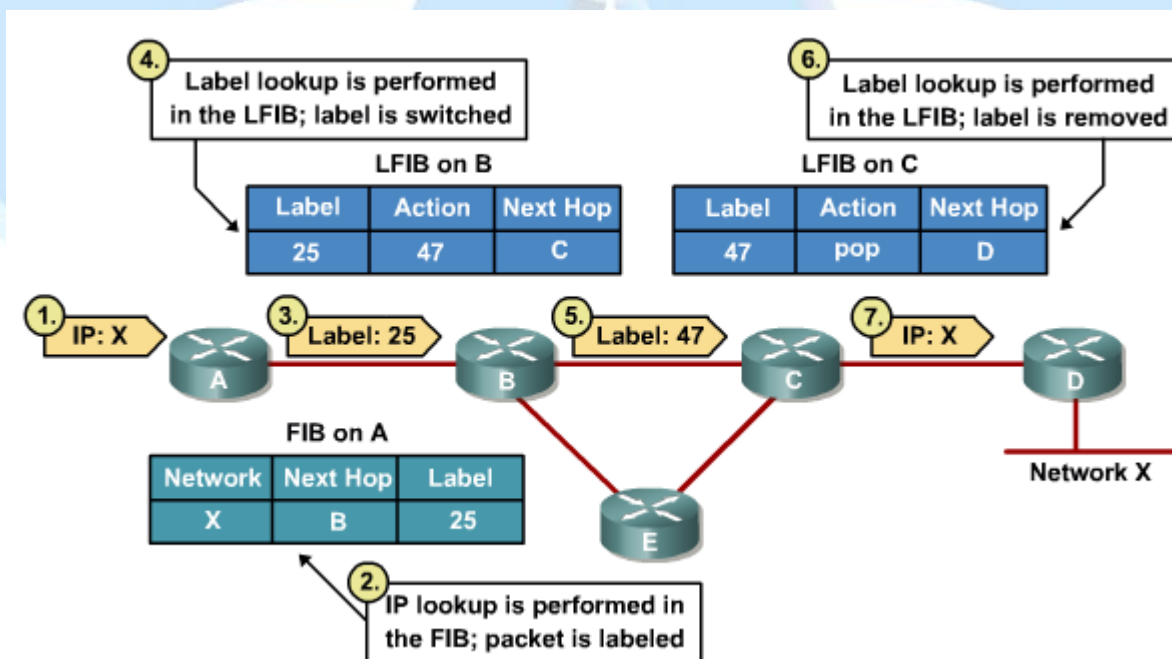 4.
Label lookup is performed
in the LFIB; label is switched
6.
Label lookup is performed
in the LFIB; label is removed
LFIB on B
Label Action Next Hop
25 47 C
LFIB on C
Label Action Next Hop
47 pop D
1.
IP: X
A
3.
Label: 25
B
5.
Label: 47
C
7.
IP: X
D
Network X
FIB on A
Network Next Hop Label
X B 25
E
2.
IP lookup is performed in
the FIB; packet is labeled